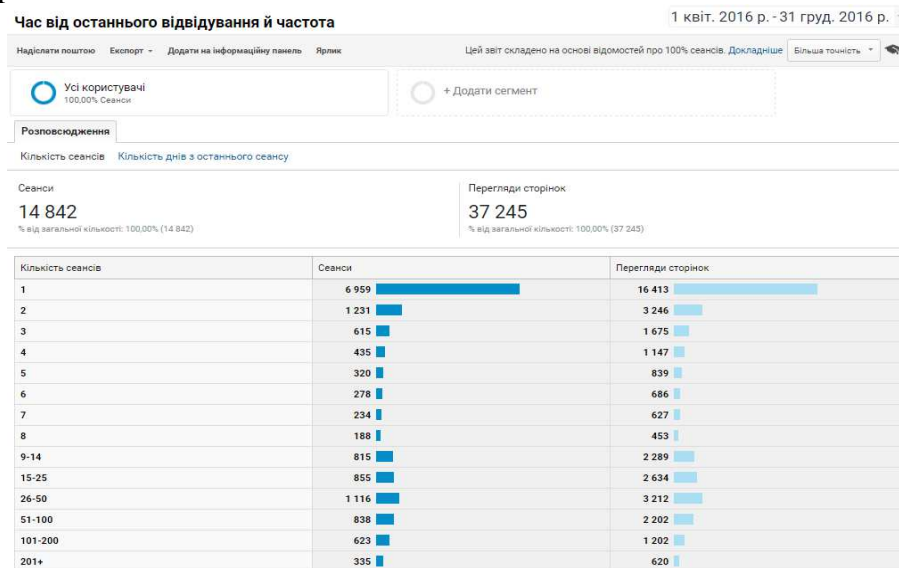 Час від останнього відвідування й частота
1 квіт. 2016 р. - 31 груд. 2016 р.
Надіслати поштою Експорт Додати на інформаційну панель Ярлик
Цей звіт складено на основі відомостей про 100% сеансів. Докладніше Більша точність
Усі користувачі
100,00% Сеанси
+ Додати сегмент
Розповсюдження
Кількість сеансів Кількість днів з останнього сеансу
Сеанси Перегляди сторінок
14 842 37 245
% від загальної кількості: 100,00% (14 842) % від загальної кількості: 100,00% (37 245)
Кількість сеансів Сеанси Перегляди сторінок
1 6 959 16 413
2 1 231 3 246
3 615 1 675
4 435 1 147
5 320 839
6 278 686
7 234 627
8 188 453
9-14 815 2 289
15-25 855 2 634
26-50 1 116 3 212
51-100 838 2 202
101-200 623 1 202
201+ 335 620